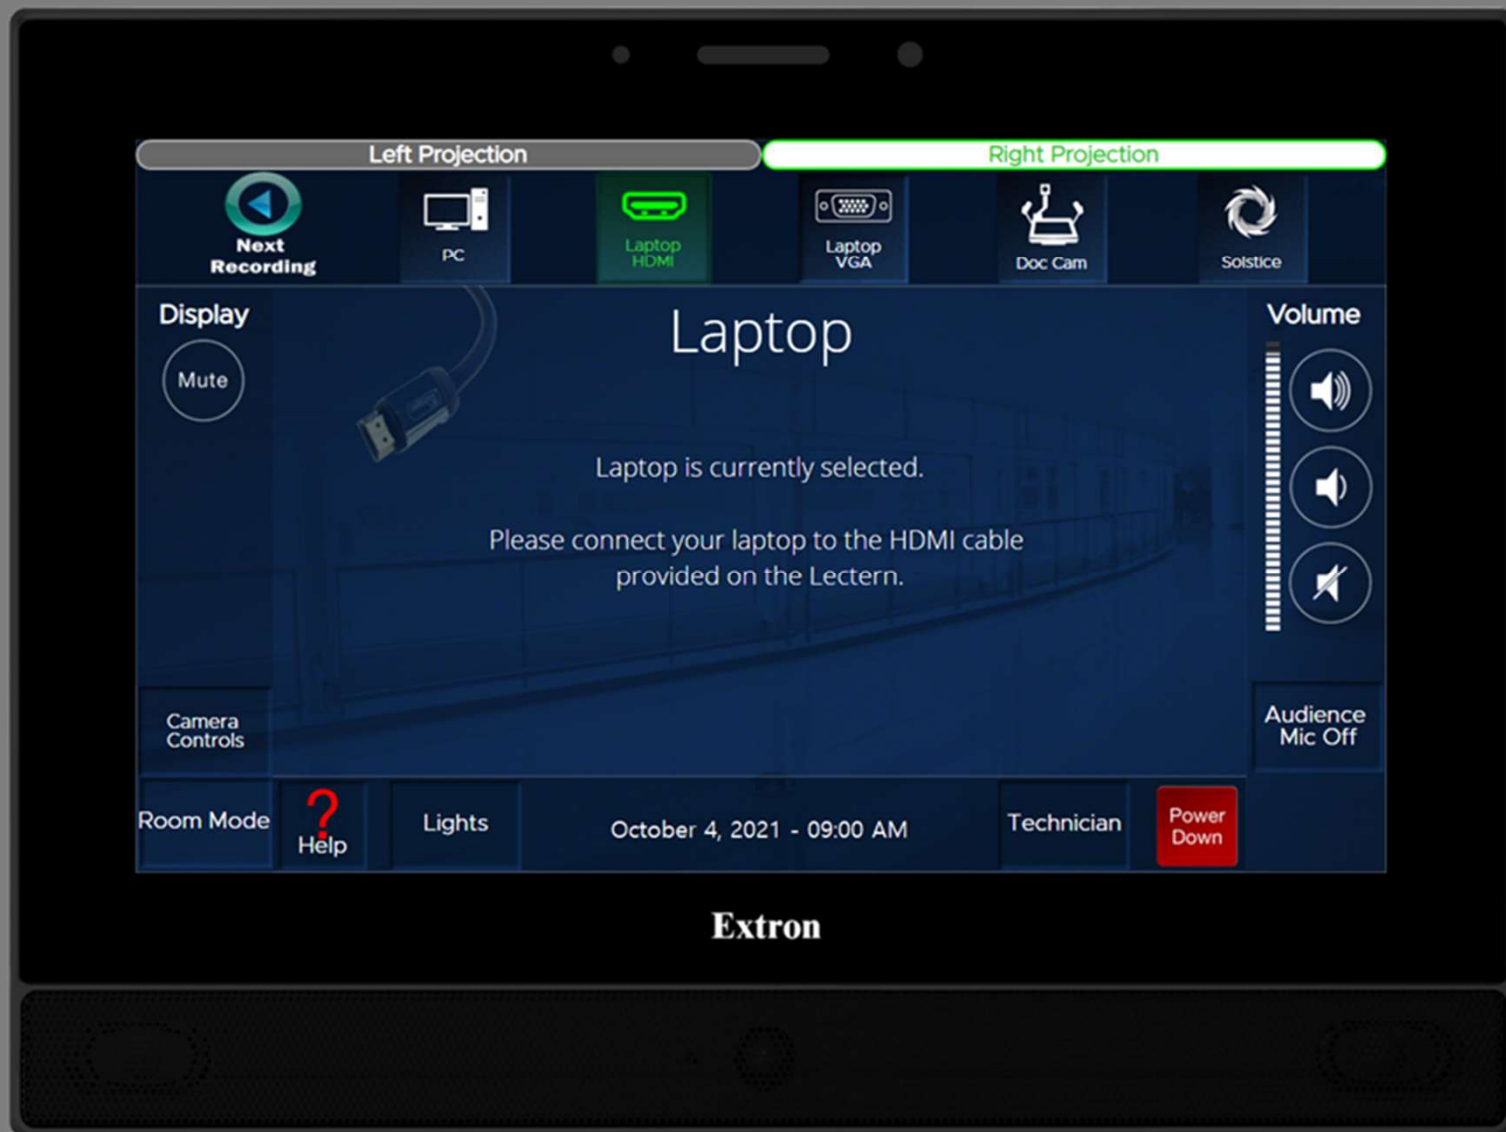 Left Projection
Right Projection
Next
Recording
PC
Laptop
HDMI
Laptop
VGA
Doc Cam
Solstice
Display
Mute
Laptop
Volume
Laptop is currently selected.
Please connect your laptop to the HDMI cable
provided on the Lectern.
Camera
Controls
Audience
Mic Off
Room Mode
?
Help
Lights
October 4, 2021 - 09:00 AM
Technician
Power
Down
Extron